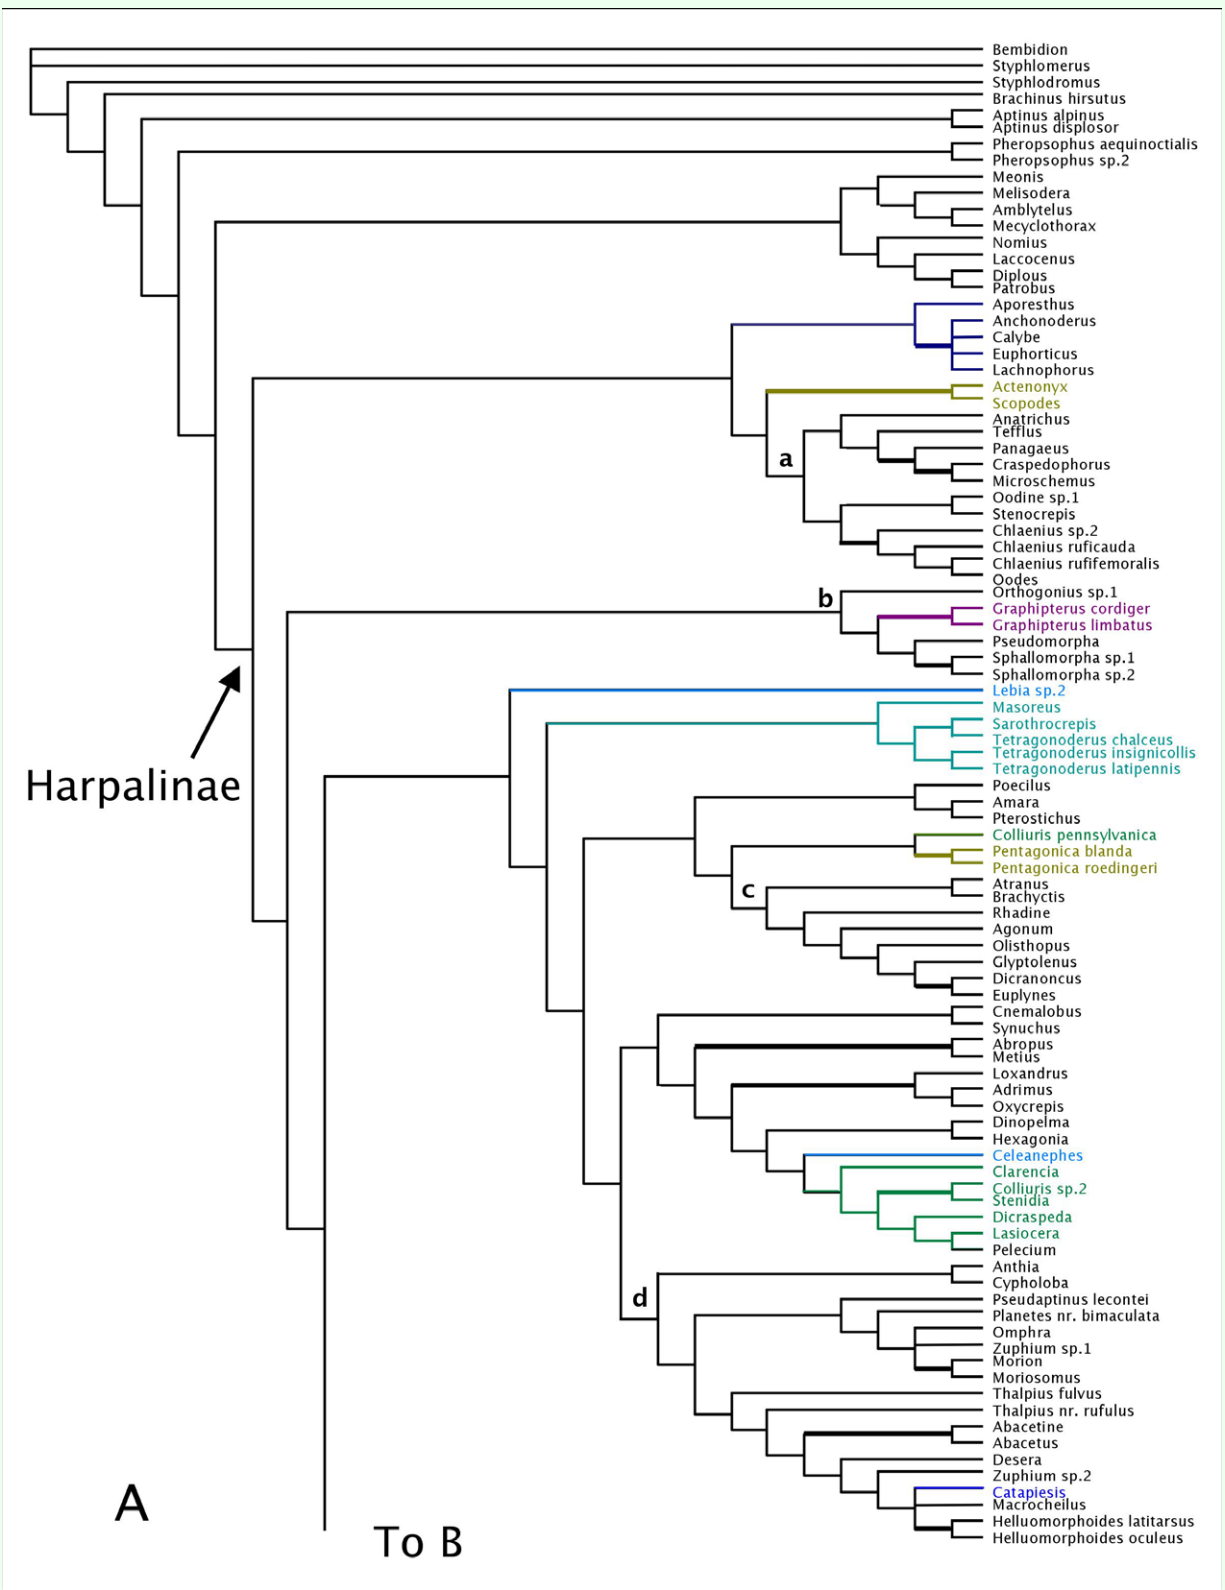 Bembidion
Styphlomerus
Styphlodromus
Brachinus hirsutus
Aptinus alpinus
Aptinus displosor
Pheropsophus aequinoctialis
Pheropsophus sp.2
Meonis
Melisodera
Amblytelus
Mecyclothorax
Nomius
Laccocenus
Diplous
Patrobus
Aporesthus
Anchonoderus
Calybe
Euphorticus
Lachnophorus
Actenonyx
Scopodes
Anatrichus
Tefflus
Panagaeus
a
Craspedophorus
Microschemus
Oodine sp.1
Stenocrepis
Chlaenius sp.2
Chlaenius ruficauda
Chlaenius rufifemoralis
Oodes
Orthogonius sp.1
b
Graphipterus cordiger
Graphipterus limbatus
Pseudomorpha
Sphallomorpha sp.1
Sphallomorpha sp.2
Lebia sp.2
Masoreus
Sarothrocrepis
Tetragonoderus chalceus
Tetragonoderus insignicollis
Tetragonoderus latipennis
Harpalinae
Poecilus
Amara
Pterostichus
Colliuris pennsylvanica
Pentagonica blanda
Pentagonica roedingeri
Atranus
c
Brachyctis
Rhadine
Agonum
Olisthopus
Glyptolenus
Dicranoncus
Euplynes
Cnemalobus
Synuchus
Abropus
Metius
Loxandrus
Adrimus
Oxycrepis
Dinopelma
Hexagonia
Celeanephes
Clarencia
Colliuris sp.2
Stenidia
Dicraspeda
Lasiocera
Pelecium
Anthia
Cypholoba
d
Pseudaptinus lecontei
Planetes nr. bimaculata
Omphra
Zuphium sp.1
Morion
Moriosomus
Thalpius fulvus
Thalpius nr. rufulus
Abacetine
Abacetus
Desera
Zuphium sp.2
Catapiesis
Macrocheilus
A
Helluomorphoides latitarsus
Helluomorphoides oculeus
To B